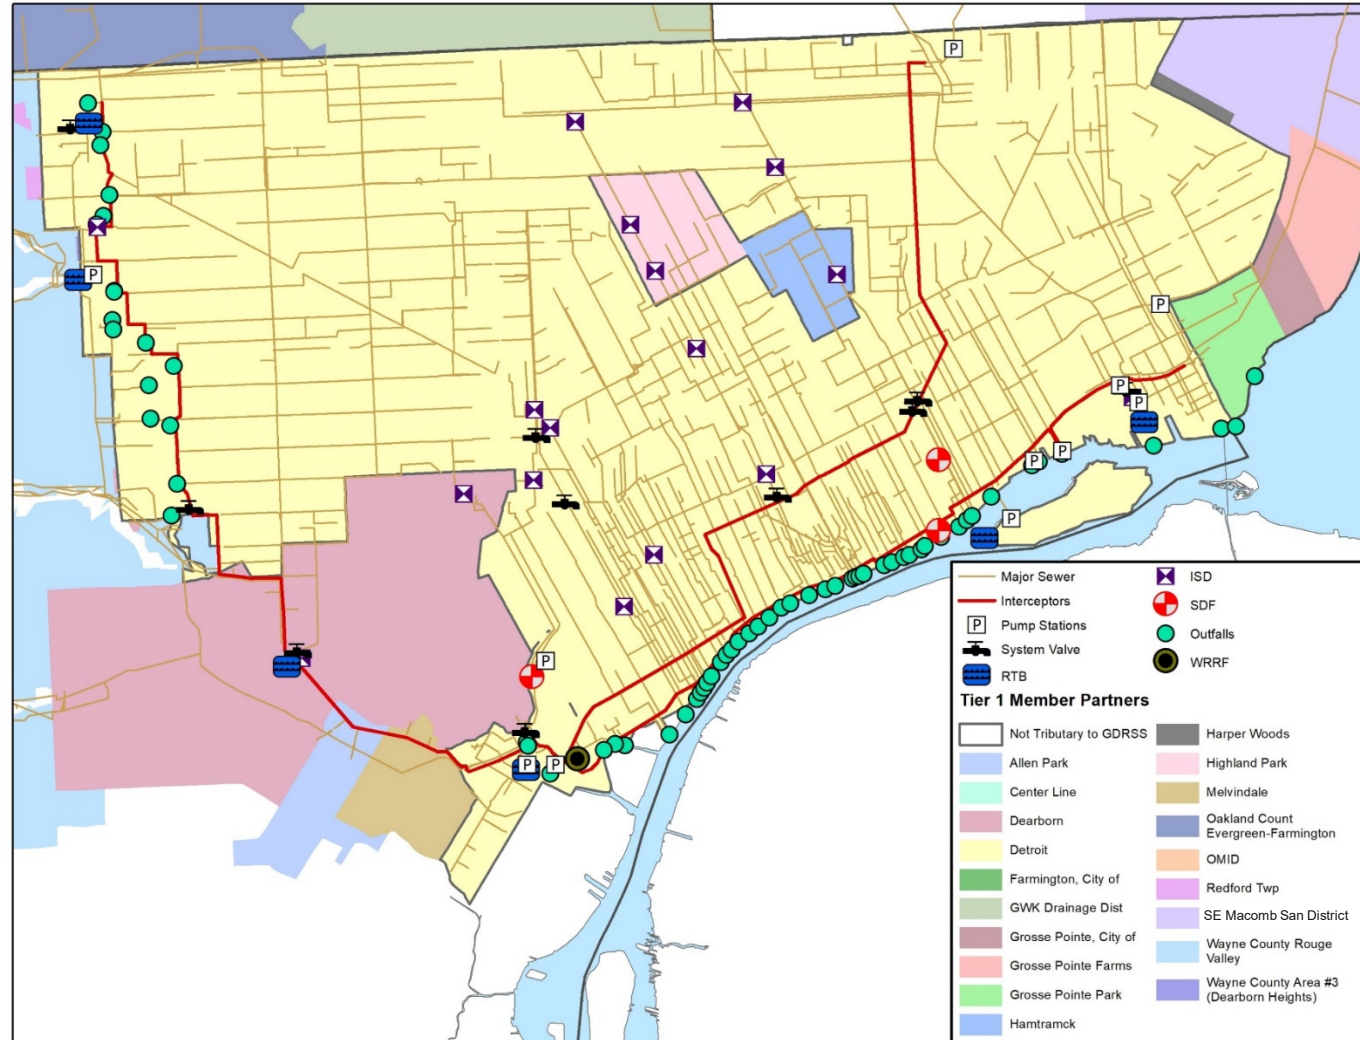 P
P
P
P
P
P
P
P
P
P
P
P
Major Sewer
Interceptors
P Pump Stations
System Valve
RTB
ISD
SDF
Outfalls
WRRF
Tier 1 Member Partners
Not Tributary to GDRSS
Allen Park
Center Line
Dearborn
Detroit
Farmington, City of
GWK Drainage Dist
Grosse Pointe, City of
Grosse Pointe Farms
Grosse Pointe Park
Hamtramck
Harper Woods
Highland Park
Melvindale
Oakland Count
Evergreen-Farmington
OMID
Redford Twp
SE Macomb San District
Wayne County Rouge
Valley
Wayne County Area #3
(Dearborn Heights)